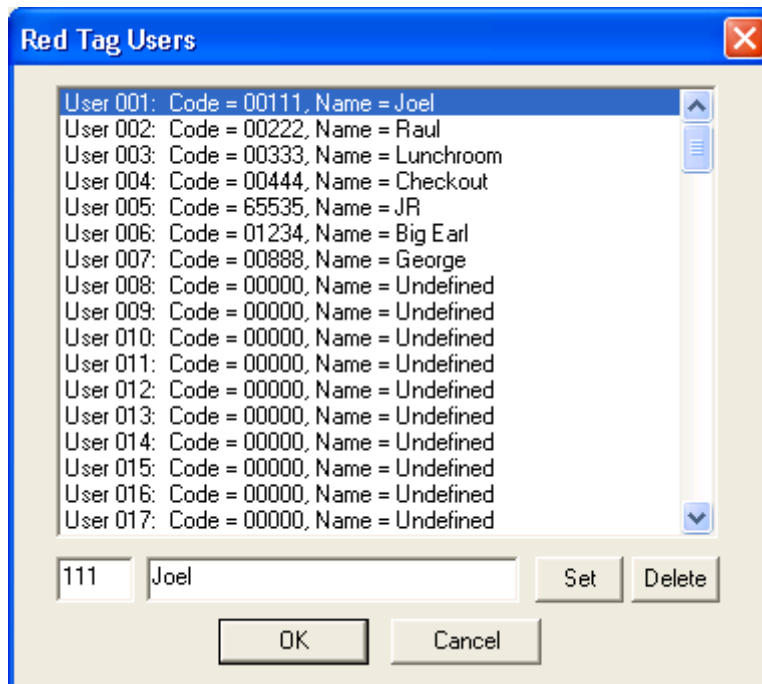 Red Tag Users
User 001: Code = 00111, Name = Joel
User 002: Code = 00222, Name = Raul
User 003: Code = 00333, Name = Lunchroom
User 004: Code = 00444, Name = Checkout
User 005: Code = 65535, Name = JR
User 006: Code = 01234, Name = Big Earl
User 007: Code = 00888, Name = George
User 008: Code = 00000, Name = Undefined
User 009: Code = 00000, Name = Undefined
User 010: Code = 00000, Name = Undefined
User 011: Code = 00000, Name = Undefined
User 012: Code = 00000, Name = Undefined
User 013: Code = 00000, Name = Undefined
User 014: Code = 00000, Name = Undefined
User 015: Code = 00000, Name = Undefined
User 016: Code = 00000, Name = Undefined
User 017: Code = 00000, Name = Undefined
111 Joel Set Delete
OK Cancel